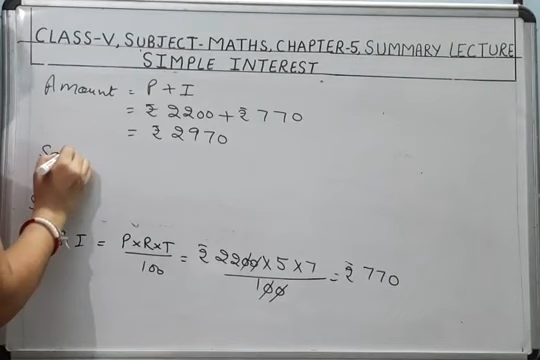 CLASS-V, SUBJECT-MATHS, CHAPTER-5, SUMMARY LECTURE
SIMPLE INTEREST
Amount = P + I
= ₹ 2200 + ₹ 770
= ₹ 2970
I = P×R×T / 100 = ₹ 2200 × 5 × 7 / 100 = ₹ 770